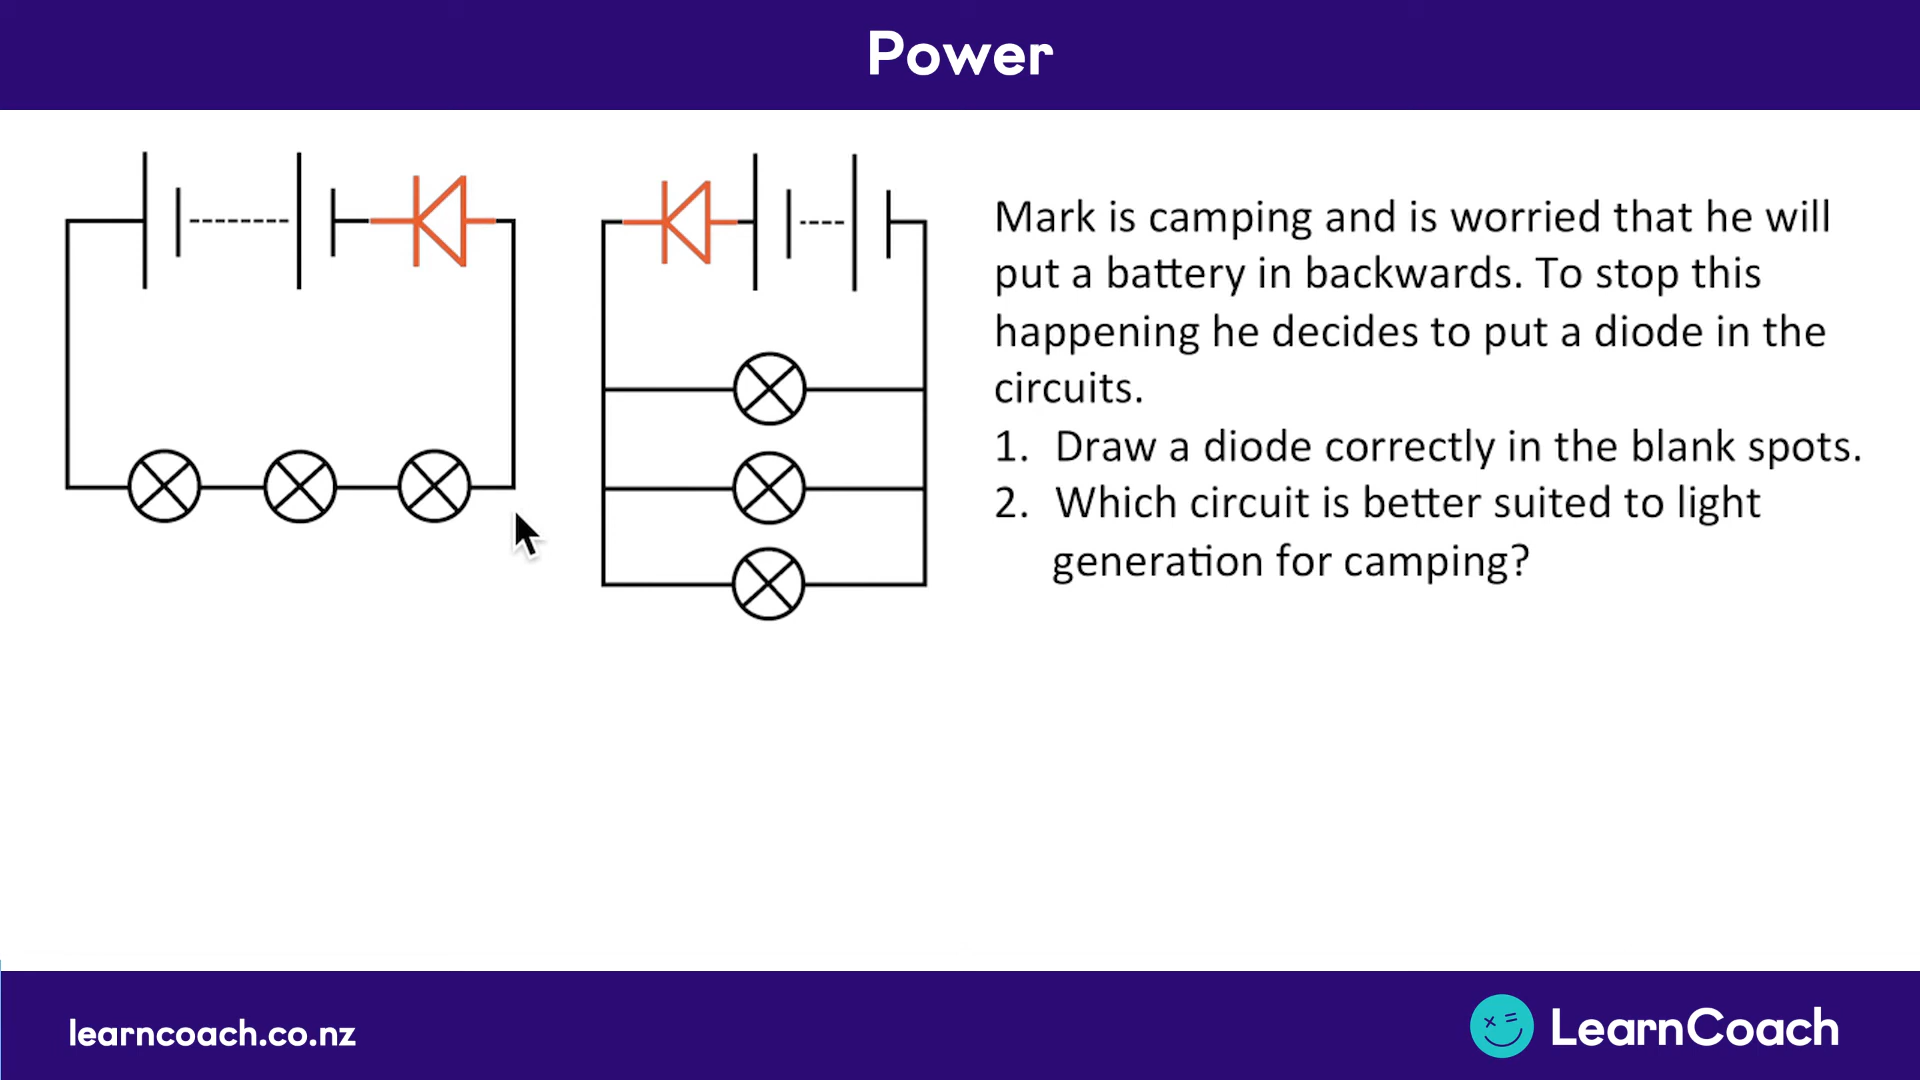 Power
Mark is camping and is worried that he will
put a battery in backwards. To stop this
happening he decides to put a diode in the
circuits.
1. Draw a diode correctly in the blank spots.
2. Which circuit is better suited to light
generation for camping?
learncoach.co.nz
LearnCoach